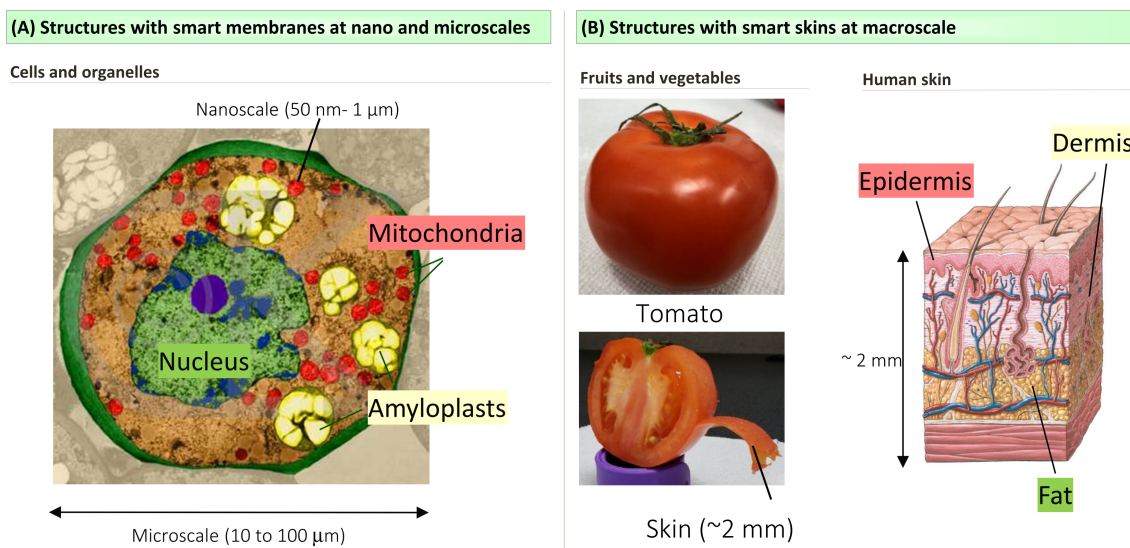 (A) Structures with smart membranes at nano and microscales
Cells and organelles
Nanoscale (50 nm- 1 μm)
Mitochondria
Nucleus
Amyloplasts
Microscale (10 to 100 μm)
(B) Structures with smart skins at macroscale
Fruits and vegetables
Tomato
Skin (~2 mm)
Human skin
Dermis
Epidermis
~ 2 mm
Fat